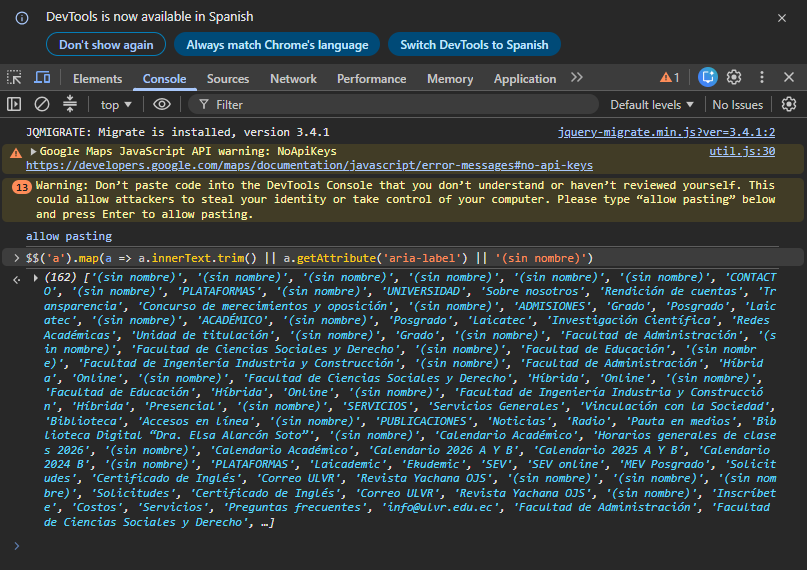 DevTools is now available in Spanish
Don't show again Always match Chrome's language Switch DevTools to Spanish
Elements Console Sources Network Performance Memory Application 1
top Filter Default levels No Issues
JQMIGRATE: Migrate is installed, version 3.4.1 jquery-migrate.min.js?ver=3.4.1:2
Google Maps JavaScript API warning: NoApiKeys util.js:30
https://developers.google.com/maps/documentation/javascript/error-messages#no-api-keys
13 Warning: Don’t paste code into the DevTools Console that you don’t understand or haven’t reviewed yourself. This
could allow attackers to steal your identity or take control of your computer. Please type “allow pasting” below
and press Enter to allow pasting.
allow pasting
$$('a').map(a => a.innerText.trim() || a.getAttribute('aria-label') || '(sin nombre)')
(162) ['(sin nombre)', '(sin nombre)', '(sin nombre)', '(sin nombre)', '(sin nombre)', '(sin nombre)', 'CONTACT
O', '(sin nombre)', 'PLATAFORMAS', '(sin nombre)', 'UNIVERSIDAD', 'Sobre nosotros', 'Rendición de cuentas', 'Tr
ansparencia', 'Concurso de merecimientos y oposición', '(sin nombre)', 'ADMISIONES', 'Grado', 'Posgrado', 'Laic
atec', '(sin nombre)', 'ACADÉMICO', '(sin nombre)', 'Posgrado', 'Laicatec', 'Investigación Científica', 'Redes
Académicas', 'Unidad de titulación', '(sin nombre)', 'Grado', '(sin nombre)', 'Facultad de Administración', '(s
in nombre)', 'Facultad de Ciencias Sociales y Derecho', '(sin nombre)', 'Facultad de Educación', '(sin nombr
e)', 'Facultad de Ingeniería Industria y Construcción', '(sin nombre)', 'Facultad de Administración', 'Híbrid
a', 'Online', '(sin nombre)', 'Facultad de Ciencias Sociales y Derecho', 'Híbrida', 'Online', '(sin nombre)',
'Facultad de Educación', 'Híbrida', 'Online', '(sin nombre)', 'Facultad de Ingeniería Industria y Construcció
n', 'Híbrida', 'Presencial', '(sin nombre)', 'SERVICIOS', 'Servicios Generales', 'Vinculación con la Sociedad',
'Biblioteca', 'Accesos en línea', '(sin nombre)', 'PUBLICACIONES', 'Noticias', 'Radio', 'Pauta en medios', 'Bib
lioteca Digital “Dra. Elsa Alarcón Soto”', '(sin nombre)', 'Calendario Académico', 'Horarios generales de clase
s 2026', '(sin nombre)', 'Calendario Académico', 'Calendario 2026 A Y B', 'Calendario 2025 A Y B', 'Calendario
2024 B', '(sin nombre)', 'PLATAFORMAS', 'Laicademic', 'Ekudemic', 'SEV', 'SEV online', 'MEV Posgrado', 'Solicit
udes', 'Certificado de Inglés', 'Correo ULVR', 'Revista Yachana OJS', '(sin nombre)', '(sin nombre)', '(sin nom
bre)', 'Solicitudes', 'Certificado de Inglés', 'Correo ULVR', 'Revista Yachana OJS', '(sin nombre)', 'Inscríbet
e', 'Costos', 'Servicios', 'Preguntas frecuentes', 'info@ulvr.edu.ec', 'Facultad de Administración', 'Facultad
de Ciencias Sociales y Derecho', …]